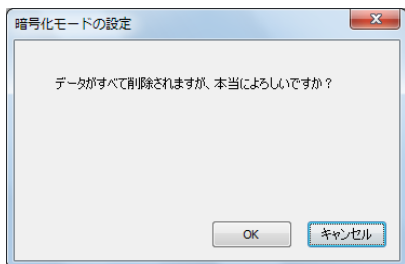 暗号化モードの設定
データがすべて削除されますが、本当によろしいですか？
OK
キャンセル